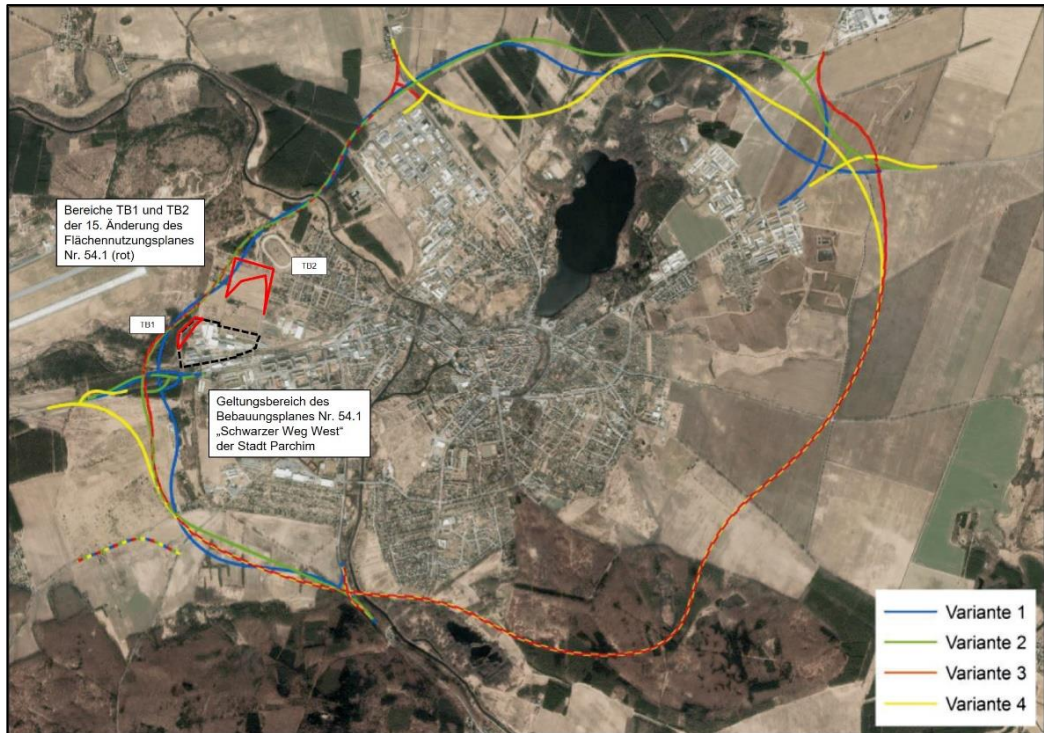 Bereiche TB1 und TB2
der 15. Änderung des
Flächennutzungsplanes
Nr. 54.1 (rot)
TB2
TB1
Geltungsbereich des
Bebauungsplanes Nr. 54.1
„Schwarzer Weg West“
der Stadt Parchim
Variante 1
Variante 2
Variante 3
Variante 4